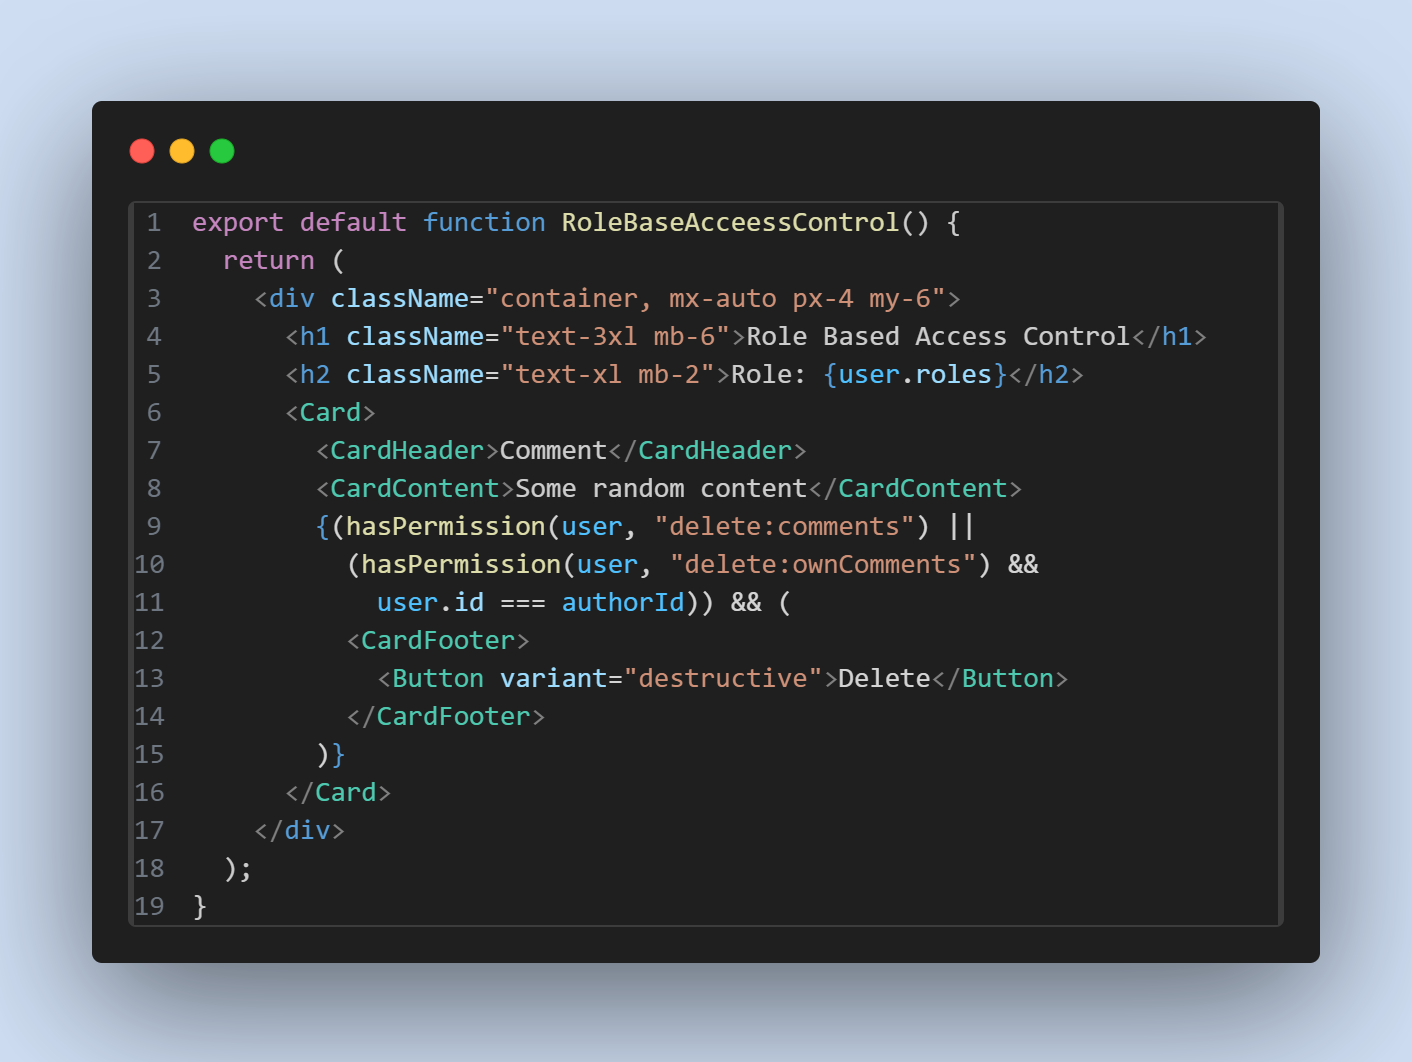 1 export default function RoleBaseAcceessControl() {
2   return (
3     <div className="container, mx-auto px-4 my-6">
4       <h1 className="text-3xl mb-6">Role Based Access Control</h1>
5       <h2 className="text-xl mb-2">Role: {user.roles}</h2>
6       <Card>
7         <CardHeader>Comment</CardHeader>
8         <CardContent>Some random content</CardContent>
9         {(hasPermission(user, "delete:comments") ||
10           (hasPermission(user, "delete:ownComments") &&
11             user.id === authorId)) && (
12           <CardFooter>
13             <Button variant="destructive">Delete</Button>
14           </CardFooter>
15         )}
16       </Card>
17     </div>
18   );
19 }